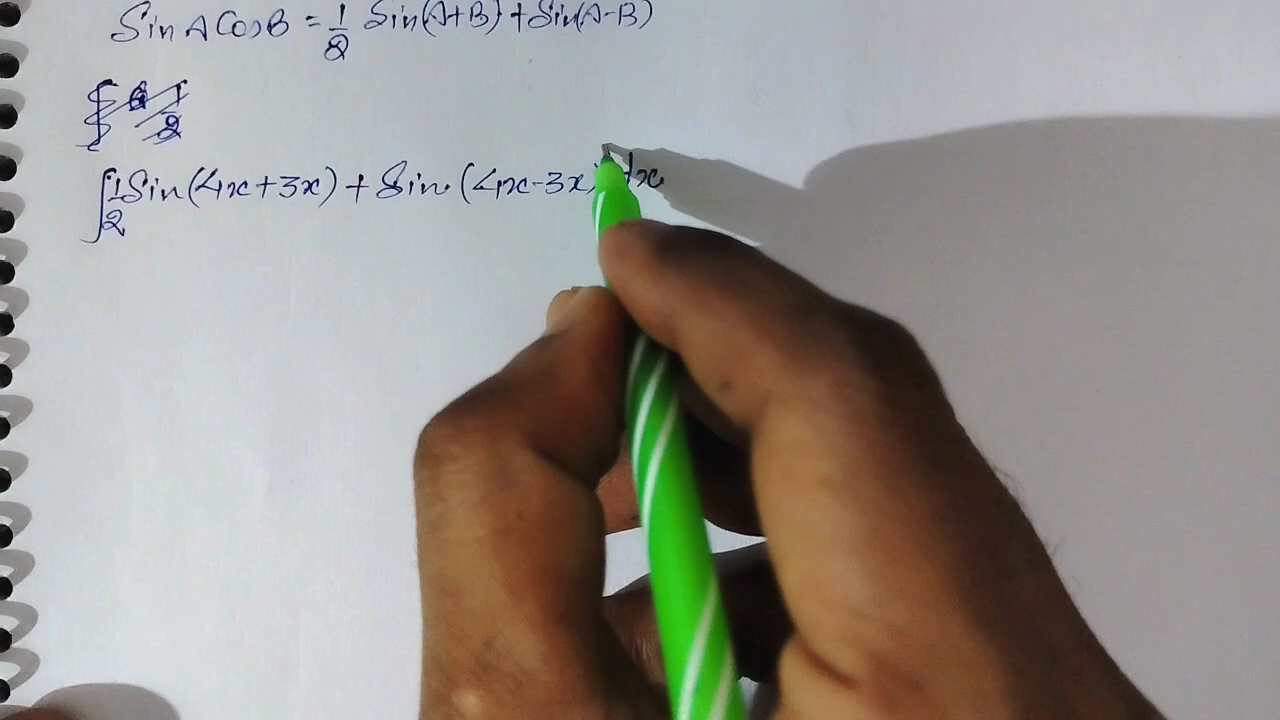 Sin A Cos B = 1/2 Sin(A+B) + Sin(A-B)
∫ 1/2 Sin(4x+3x) + Sin.(4x-3x) dx